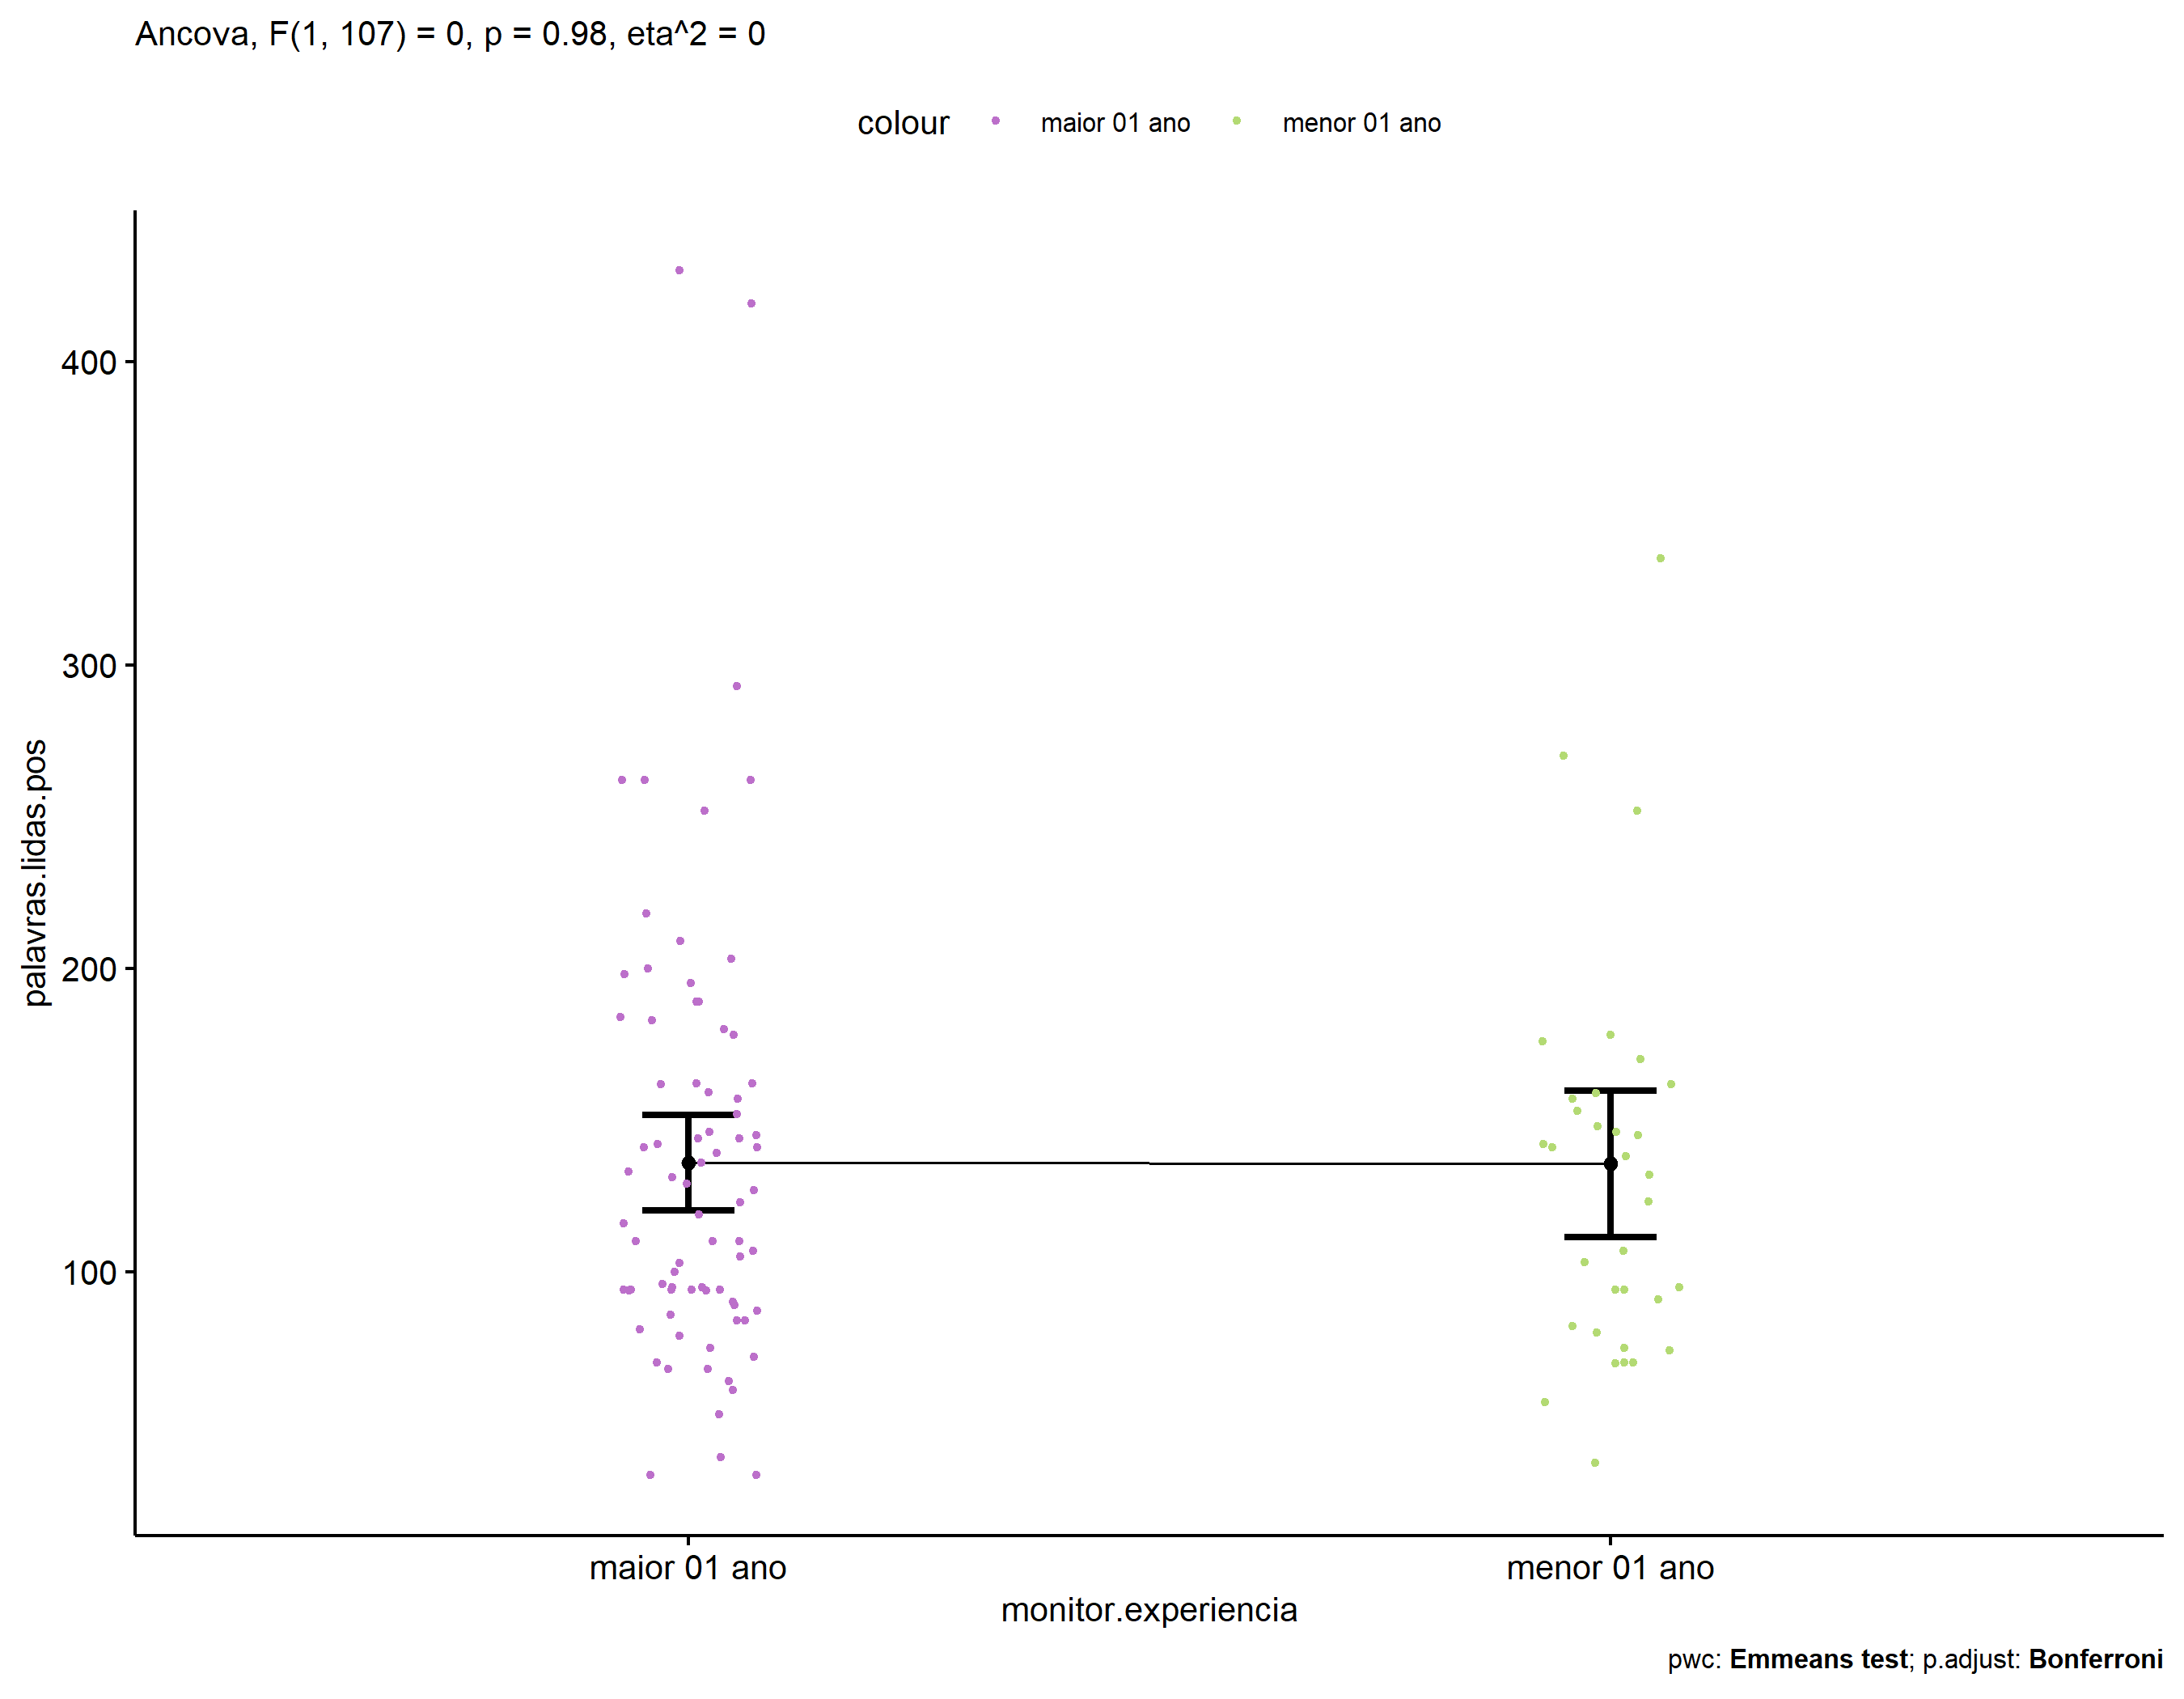 Ancova, F(1, 107) = 0, p = 0.98, eta^2 = 0
colour maior 01 ano menor 01 ano
palavras.lidas.pos
400
300
200
100
maior 01 ano menor 01 ano
monitor.experiencia
pwc: Emmeans test; p.adjust: Bonferroni